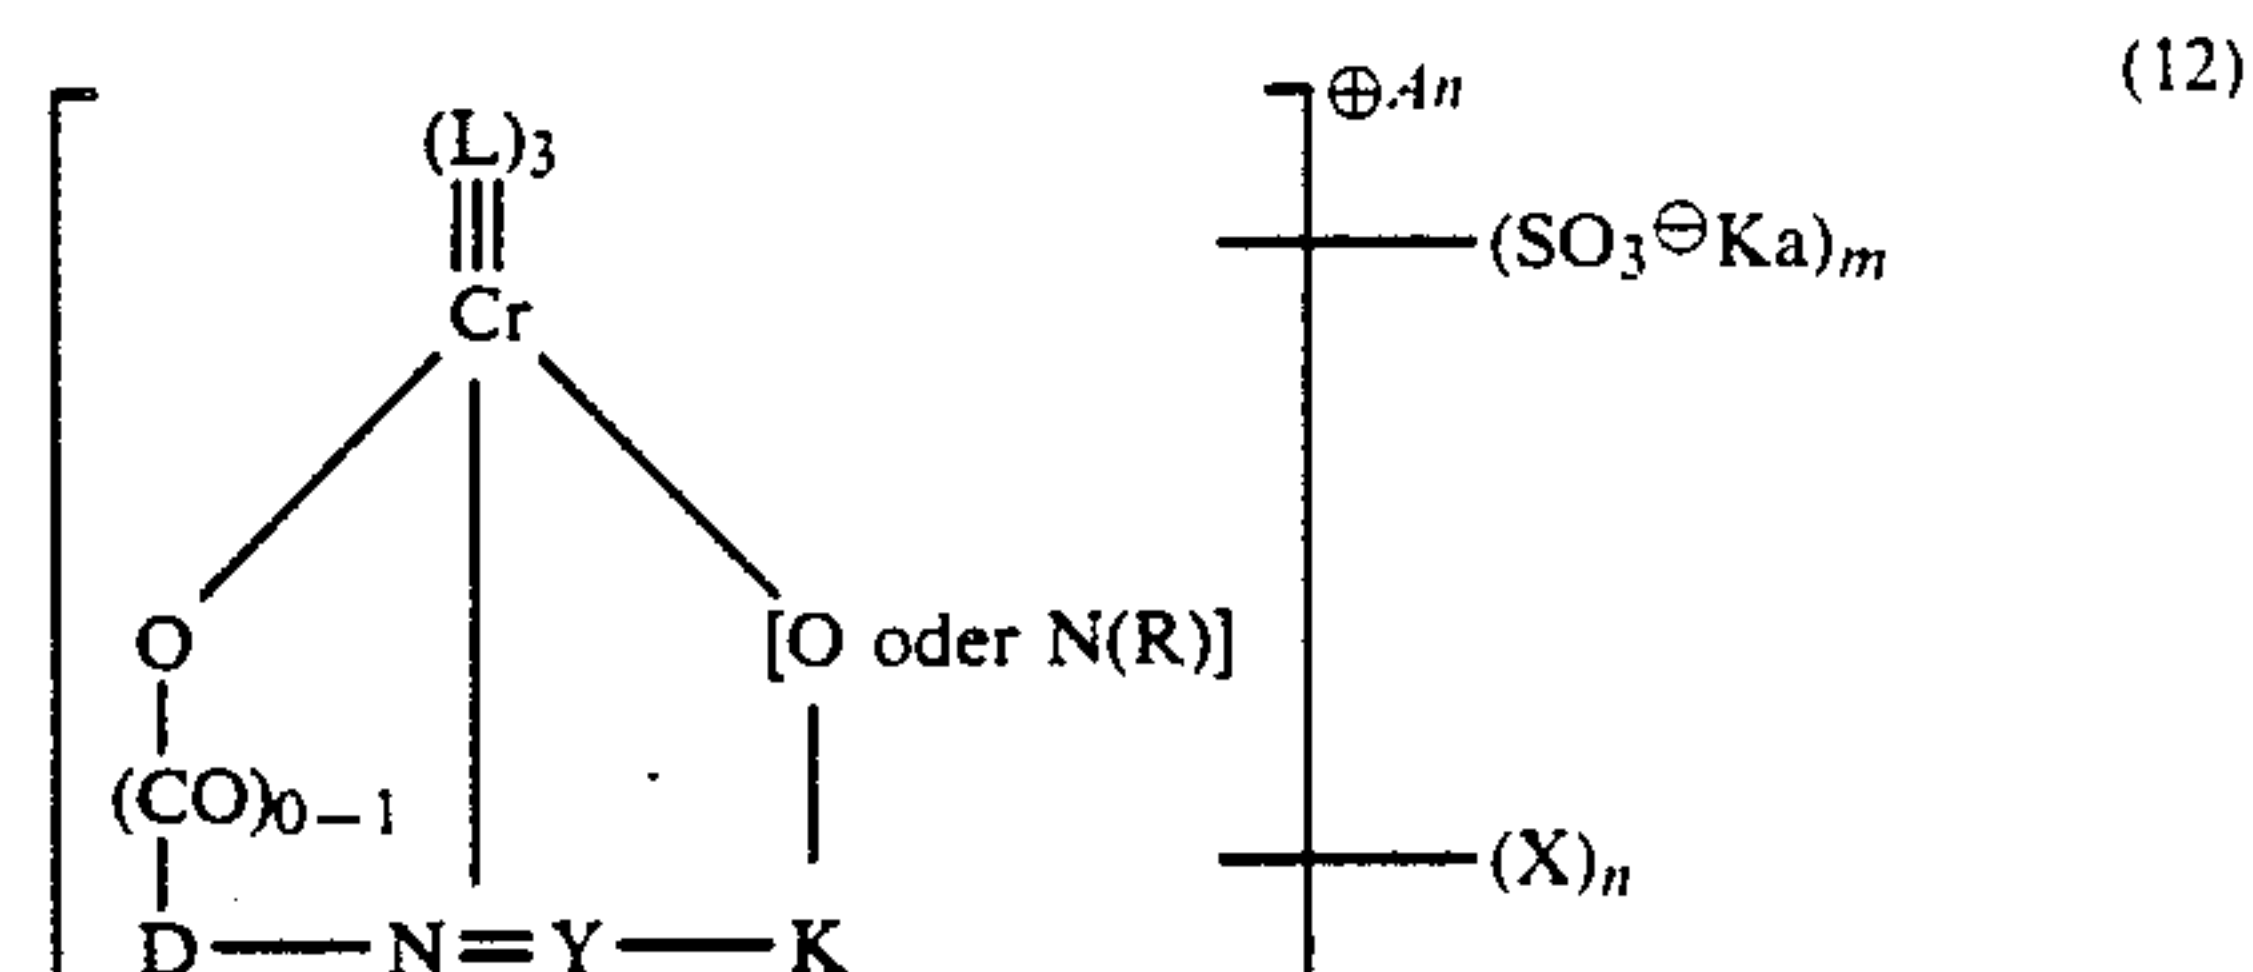 (12)
⊕An
(L)3
(SO3⊖Ka)m
Cr
O [O oder N(R)]
(CO)0–1
(X)n
D—N=Y—K